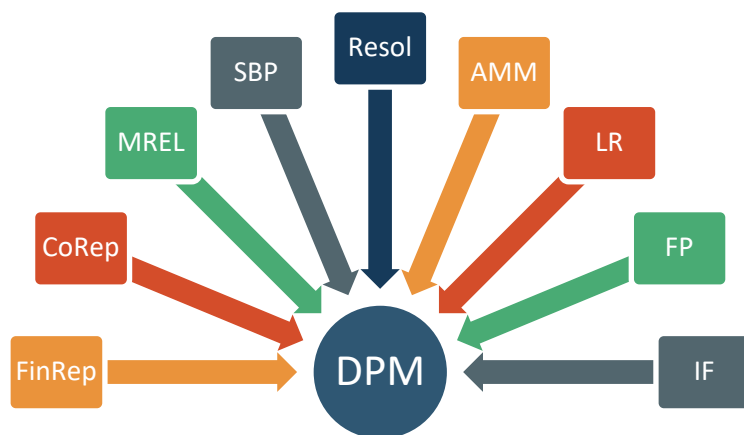 Resol
SBP
AMM
MREL
LR
CoRep
FP
FinRep
DPM
IF